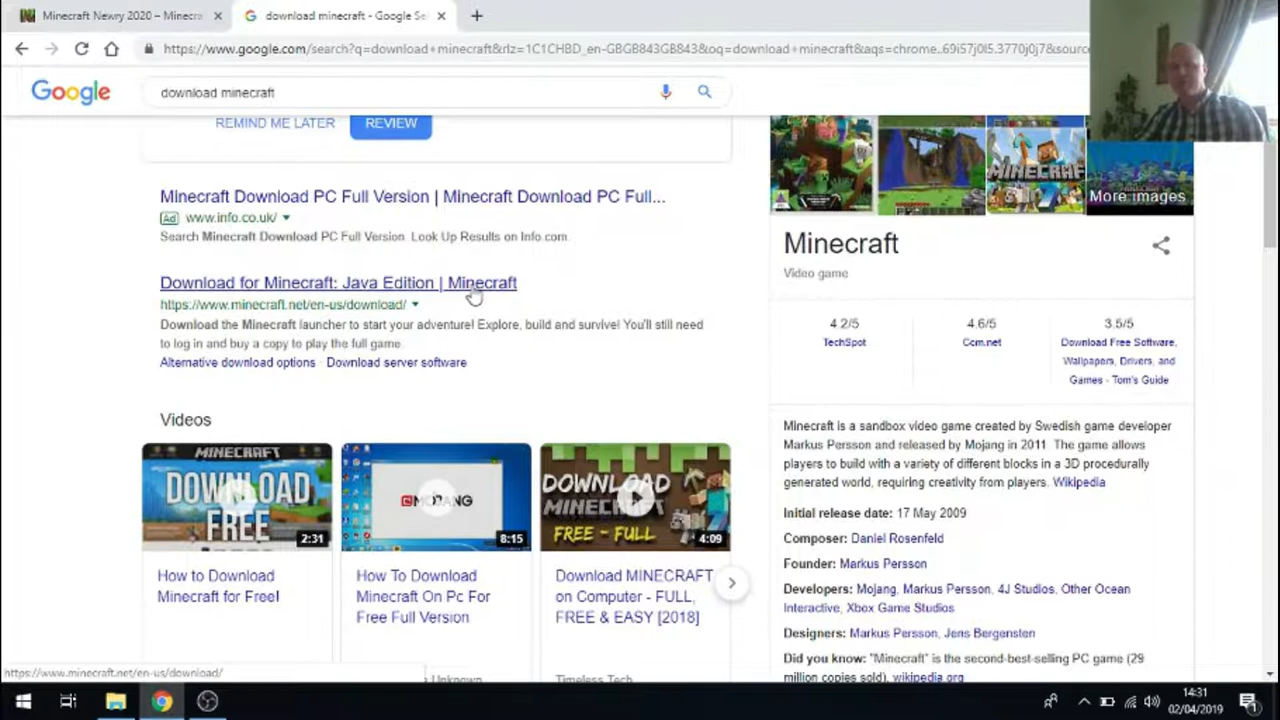 Minecraft Newry 2020 – Minecra
download minecraft - Google Se
https://www.google.com/search?q=download+minecraft&rlz=1C1CHBD_en-GBGB843GB843&oq=download+minecraft&aqs=chrome..69i57j0l5.3770j0j7&source
Google
download minecraft
REMIND ME LATER
REVIEW
Minecraft Download PC Full Version | Minecraft Download PC Full...
Ad www.info.co.uk/
Search Minecraft Download PC Full Version. Look Up Results on Info.com.
Download for Minecraft: Java Edition | Minecraft
https://www.minecraft.net/en-us/download/
Download the Minecraft launcher to start your adventure! Explore, build and survive! You'll still need
to log in and buy a copy to play the full game.
Alternative download options Download server software
Videos
MINECRAFT
DOWNLOAD
FREE
2:31
MOJANG
8:15
DOWNLOAD
MINECRAFT
FREE - FULL
4:09
How to Download
Minecraft for Free!
How To Download
Minecraft On Pc For
Free Full Version
Download MINECRAFT
on Computer - FULL,
FREE & EASY [2018]
Unknown
Timeless Tech
https://www.minecraft.net/en-us/download/
MINECRAFT
More images
Minecraft
Video game
4.2/5
TechSpot
4.6/5
Ccm.net
3.5/5
Download Free Software,
Wallpapers, Drivers, and
Games - Tom's Guide
Minecraft is a sandbox video game created by Swedish game developer
Markus Persson and released by Mojang in 2011. The game allows
players to build with a variety of different blocks in a 3D procedurally
generated world, requiring creativity from players. Wikipedia
Initial release date: 17 May 2009
Composer: Daniel Rosenfeld
Founder: Markus Persson
Developers: Mojang, Markus Persson, 4J Studios, Other Ocean
Interactive, Xbox Game Studios
Designers: Markus Persson, Jens Bergensten
Did you know: "Minecraft" is the second-best-selling PC game (29
million copies sold). wikipedia.org
14:31
02/04/2019